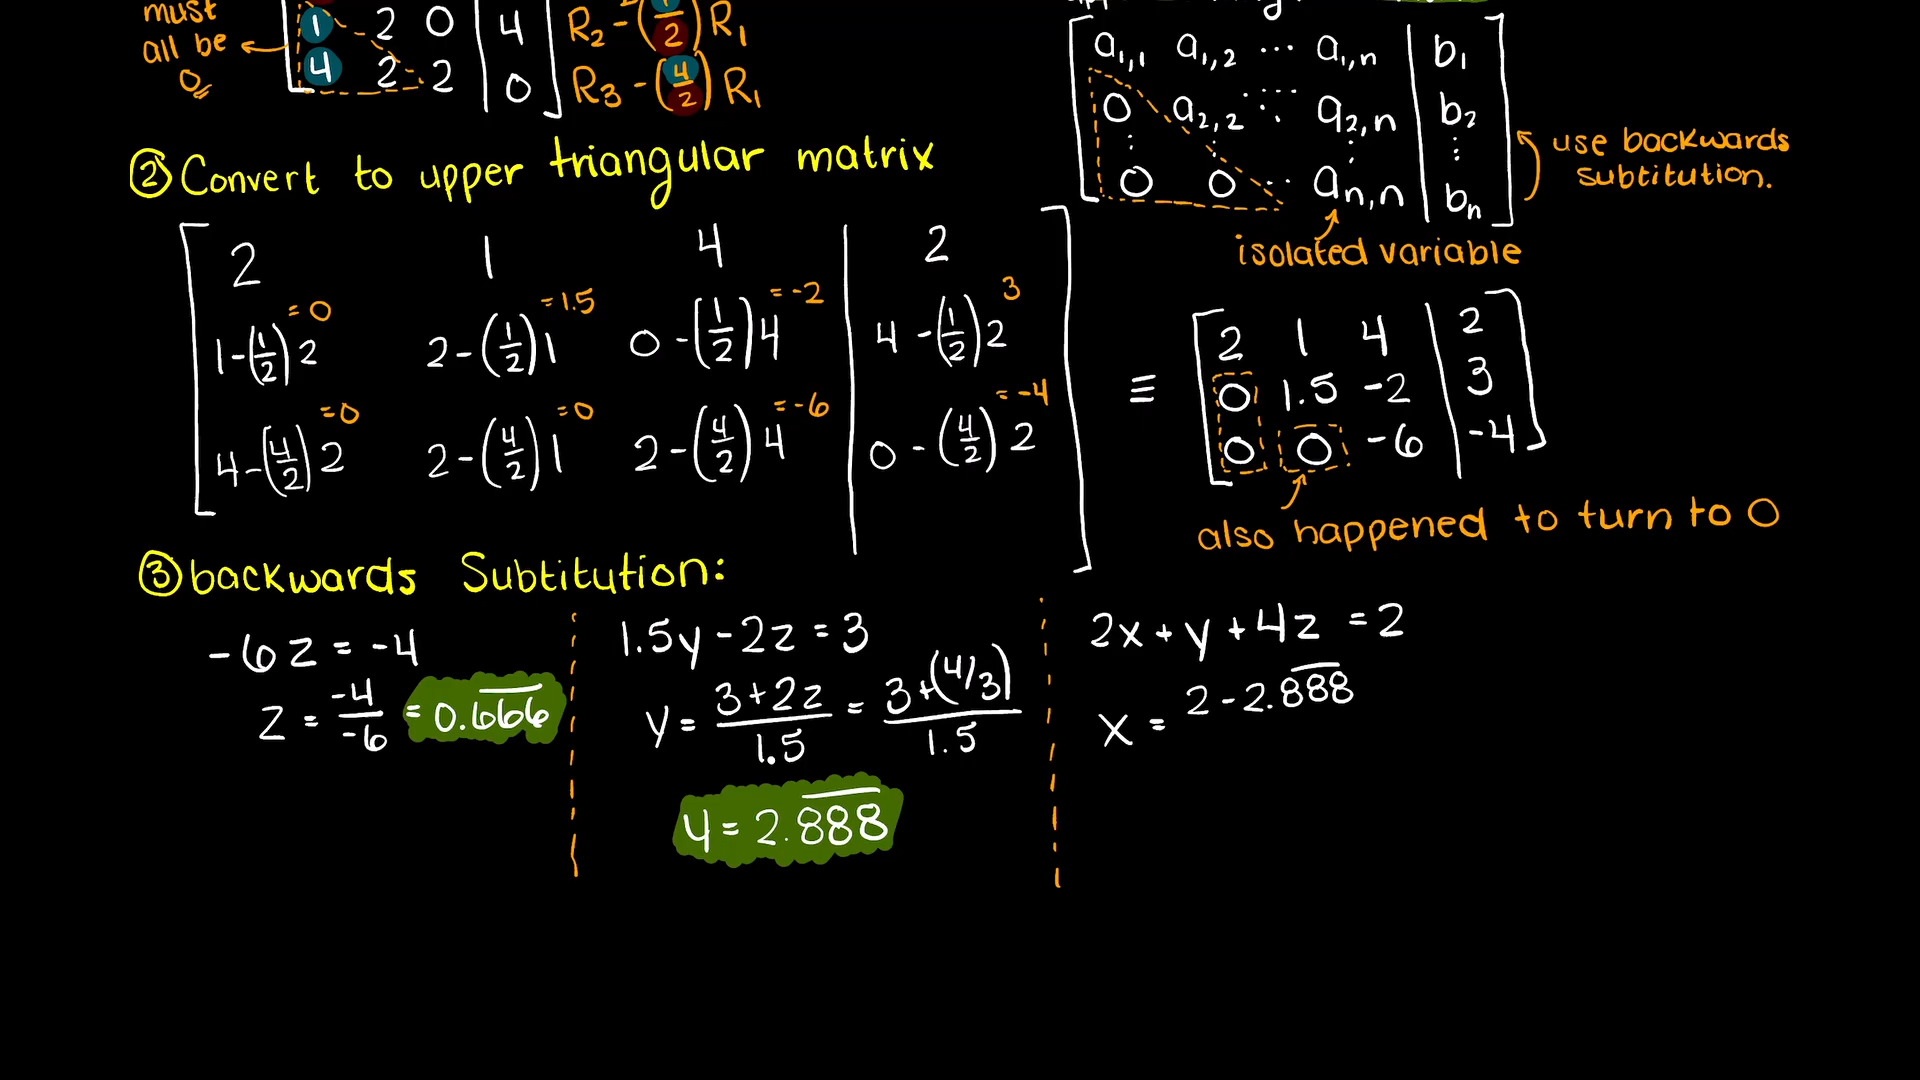 must
all be
0
1 2 0 | 4 R₂ - (1/2) R₁
4 2 2 | 0 R₃ - (4/2) R₁
a₁,₁ a₁,₂ ... a₁,n | b₁
0 a₂,₂ ⋱ a₂,n | b₂
⋮ ⋮ ⋮ ⋮
0 0 ... an,n | bn
use backwards
subtitution.
isolated variable
② Convert to upper triangular matrix
2 1 4 | 2
1-(1/2)2 =0 2-(1/2)1 =1.5 0-(1/2)4 =-2 | 4-(1/2)2 3
4-(4/2)2 =0 2-(4/2)1 =0 2-(4/2)4 =-6 | 0-(4/2)2 =-4
≡
2 1 4 | 2
0 1.5 -2 | 3
0 0 -6 | -4
also happened to turn to 0
③ backwards Subtitution:
-6z = -4
z = -4/-6 = 0.666
1.5y - 2z = 3
y = 3+2z/1.5 = 3+(4/3)/1.5
y = 2.888
2x + y + 4z = 2
x = 2 - 2.888